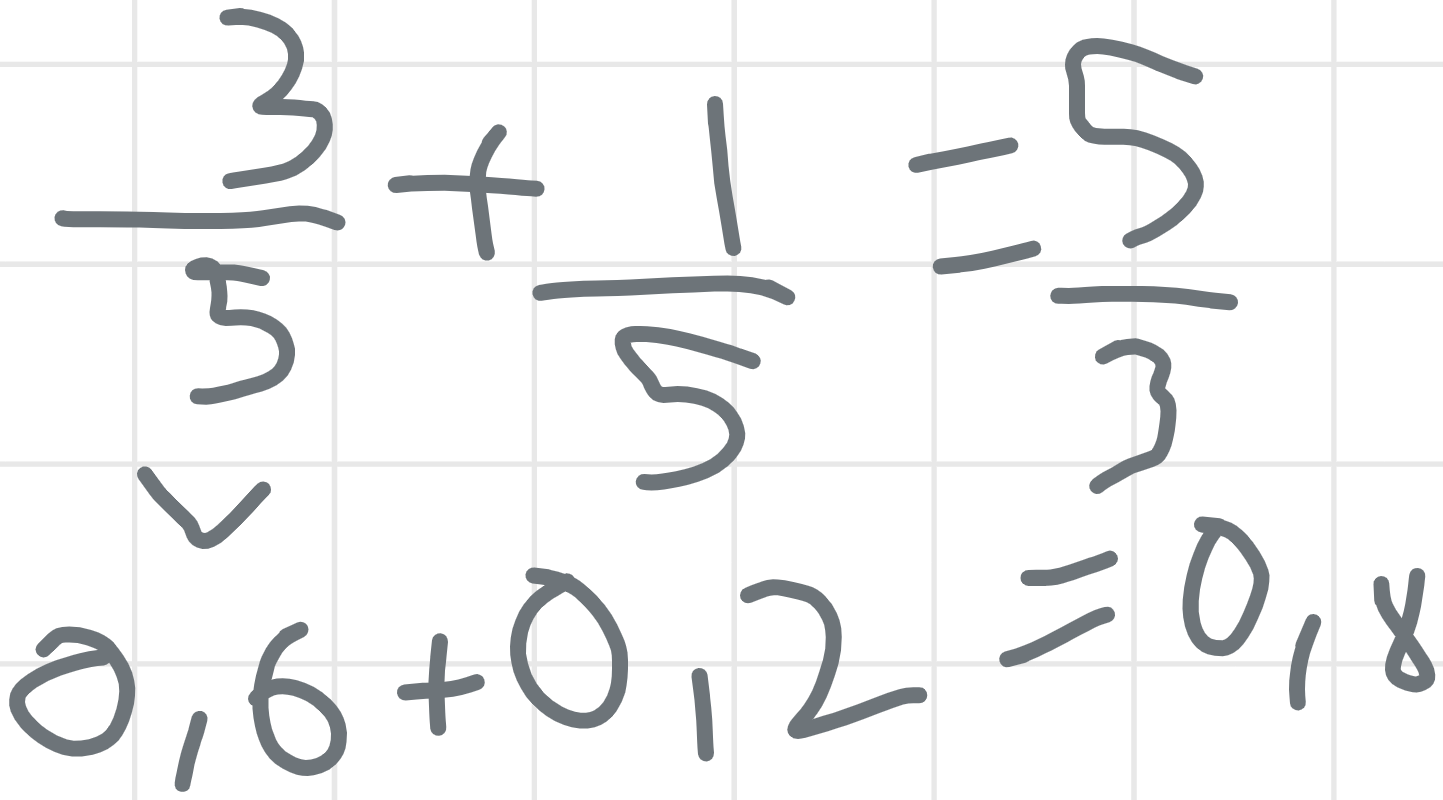 3/5 + 1/5 = 5/3
0,6+0,2 =0,8